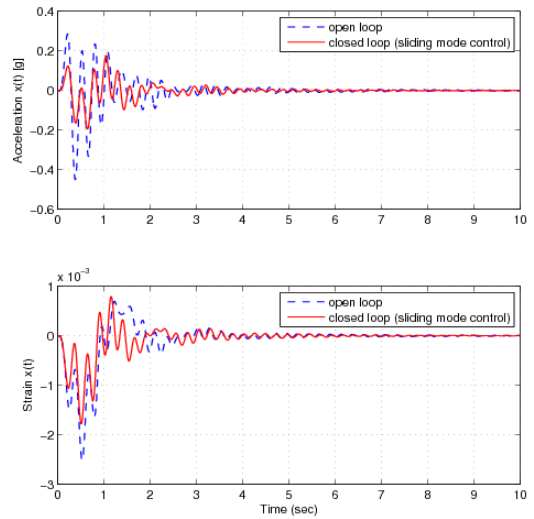 0.4
0.2
0
−0.2
−0.4
−0.6
Acceleration x(t) [g]
open loop
closed loop (sliding mode control)
0 1 2 3 4 5 6 7 8 9 10
x 10⁻³
1
0
−1
−2
−3
Strain x(t)
open loop
closed loop (sliding mode control)
0 1 2 3 4 5 6 7 8 9 10
Time (sec)